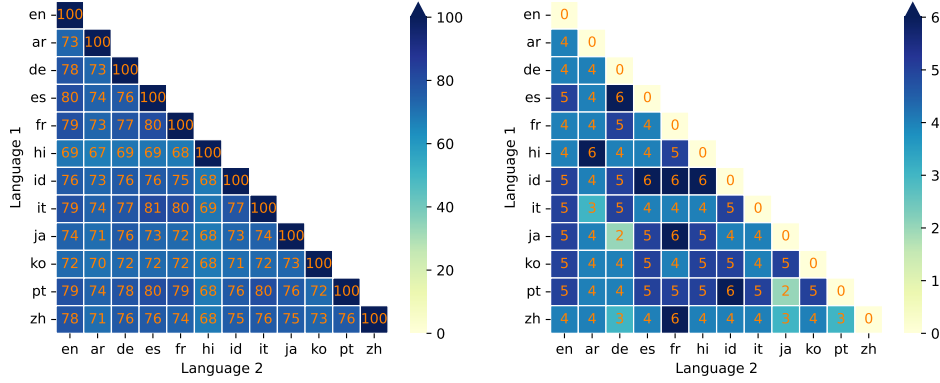 en 100
ar 73 100
de 78 73 100
es 80 74 76 100
fr 79 73 77 80 100
hi 69 67 69 69 68 100
id 76 73 76 76 75 68 100
it 79 74 77 81 80 69 77 100
ja 74 71 76 73 72 68 73 74 100
ko 72 70 72 72 72 68 71 72 73 100
pt 79 74 78 80 79 68 76 80 76 72 100
zh 78 71 76 76 74 68 75 76 75 73 76 100
en ar de es fr hi id it ja ko pt zh
Language 2
Language 1
100
80
60
40
20
0
en 0
ar 4 0
de 4 4 0
es 5 4 6 0
fr 4 4 5 4 0
hi 4 6 4 4 5 0
id 5 4 5 6 6 6 0
it 5 3 5 4 4 4 5 0
ja 5 4 2 5 6 5 4 4 0
ko 5 4 4 5 4 5 5 4 5 0
pt 5 4 4 5 5 5 6 5 2 5 0
zh 4 4 3 4 6 4 4 4 3 4 3 0
en ar de es fr hi id it ja ko pt zh
Language 2
Language 1
6
5
4
3
2
1
0